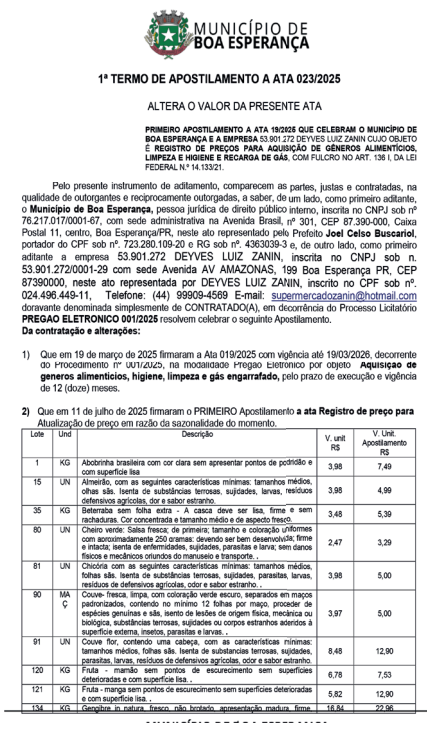 MUNICÍPIO DE
BOA ESPERANÇA
1ª TERMO DE APOSTILAMENTO A ATA 023/2025
ALTERA O VALOR DA PRESENTE ATA
PRIMEIRO APOSTILAMENTO A ATA 19/2025 QUE CELEBRAM O MUNICÍPIO DE
BOA ESPERANÇA E A EMPRESA 53.901.272 DEYVES LUIZ ZANIN CUJO OBJETO
É REGISTRO DE PREÇOS PARA AQUISIÇÃO DE GÊNEROS ALIMENTÍCIOS,
LIMPEZA E HIGIENE E RECARGA DE GÁS, COM FULCRO NO ART. 136 I, DA LEI
FEDERAL N.º 14.133/21.
Pelo presente instrumento de aditamento, comparecem as partes, justas e contratadas, na
qualidade de outorgantes e reciprocamente outorgadas, a saber, de um lado, como primeiro aditante,
o Município de Boa Esperança, pessoa jurídica de direito público interno, inscrita no CNPJ sob nº
76.217.017/0001-67, com sede administrativa na Avenida Brasil, nº 301, CEP 87.390-000, Caixa
Postal 11, centro, Boa Esperança/PR, neste ato representado pelo Prefeito Joel Celso Buscariol,
portador do CPF sob nº. 723.280.109-20 e RG sob nº. 4363039-3 e, de outro lado, como primeiro
aditante a empresa 53.901.272 DEYVES LUIZ ZANIN, inscrita no CNPJ sob n.
53.901.272/0001-29 com sede Avenida AV AMAZONAS, 199 Boa Esperança PR, CEP
87390000, neste ato representada por DEYVES LUIZ ZANIN, inscrito no CPF sob nº.
024.496.449-11, Telefone: (44) 99909-4569 E-mail: supermercadozanin@hotmail.com
doravante denominada simplesmente de CONTRATADO(A), em decorrência do Processo Licitatório
PREGAO ELETRONICO 001/2025 resolvem celebrar o seguinte Apostilamento.
Da contratação e alterações:
1) Que em 19 de março de 2025 firmaram a Ata 019/2025 com vigência até 19/03/2026, decorrente
do Procedimento nº 001/2025, na modalidade Pregão Eletrônico por objeto Aquisição de
generos alimenticios, higiene, limpeza e gás engarrafado, pelo prazo de execução e vigência
de 12 (doze) meses.
2) Que em 11 de julho de 2025 firmaram o PRIMEIRO Apostilamento a ata Registro de preço para
Atualização de preço em razão da sazonalidade do momento.
Lote Und Descrição V. unit R$ V. Unit. Apostilamento R$
1 KG Abobrinha brasileira com cor clara sem apresentar pontos de podridão e
com superfície lisa 3,98 7,49
15 UN Almeirão, com as seguintes características mínimas: tamanhos médios,
olhas sãs. Isenta de substâncias terrosas, sujidades, larvas, resíduos
defensivos agrícolas, dor e sabor estranho. 3,98 4,99
35 KG Beterraba sem folha extra - A casca deve ser lisa, firme e sem
rachaduras. Cor concentrada e tamanho médio e de aspecto fresco. 3,48 5,39
80 UN Cheiro verde: Salsa fresca; de primeira; tamanho e coloração uniformes
com aproximadamente 250 gramas: devendo ser bem desenvolvida; firme
e intacta; isenta de enfermidades, sujidades, parasitas e larva; sem danos
físicos e mecânicos oriundos do manuseio e transporte. . 2,47 3,29
81 UN Chicória com as seguintes características mínimas: tamanhos médios,
folhas sãs. Isenta de substâncias terrosas, sujidades, parasitas, larvas,
resíduos de defensivos agrícolas, odor e sabor estranho. . 3,98 5,00
90 MAÇ Couve- fresca, limpa, com coloração verde escuro, separados em maços
padronizados, contendo no mínimo 12 folhas por maço, proceder de
espécies genuínas e sãs, isento de lesões de origem física, mecânica ou
biológica, substâncias terrosas, sujidades ou corpos estranhos aderidos à
superfície externa, insetos, parasitas e larvas. . 3,97 5,00
91 UN Couve flor, contendo uma cabeça, com as características mínimas:
tamanhos médios, folhas sãs. Isenta de substancias terrosas, sujidades,
parasitas, larvas, resíduos de defensivos agrícolas, odor e sabor estranho. 8,48 12,90
120 KG Fruta - mamão sem pontos de escurecimento sem superfícies
deterioradas e com superfície lisa. . 6,78 7,53
121 KG Fruta - manga sem pontos de escurecimento sem superfícies deterioradas
e com superfície lisa. . 5,82 12,90
134 KG Gengibre in natura, fresco, não brotado, apresentação madura, firme, 16,84 22,96
MUNICÍPIO DE BOA ESPERANÇA